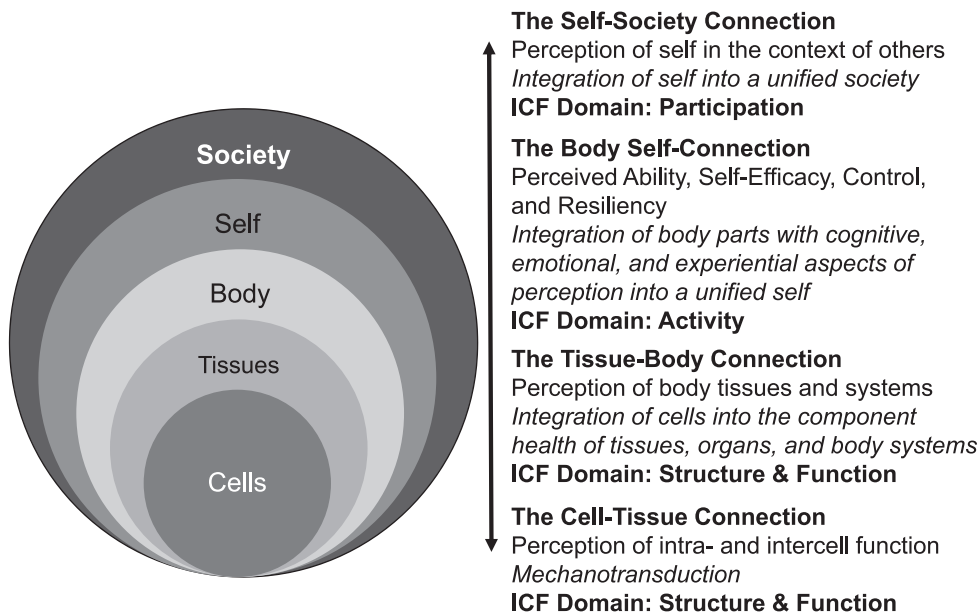 Society
Self
Body
Tissues
Cells
The Self-Society Connection
Perception of self in the context of others
Integration of self into a unified society
ICF Domain: Participation
The Body Self-Connection
Perceived Ability, Self-Efficacy, Control,
and Resiliency
Integration of body parts with cognitive,
emotional, and experiential aspects of
perception into a unified self
ICF Domain: Activity
The Tissue-Body Connection
Perception of body tissues and systems
Integration of cells into the component
health of tissues, organs, and body systems
ICF Domain: Structure & Function
The Cell-Tissue Connection
Perception of intra- and intercell function
Mechanotransduction
ICF Domain: Structure & Function